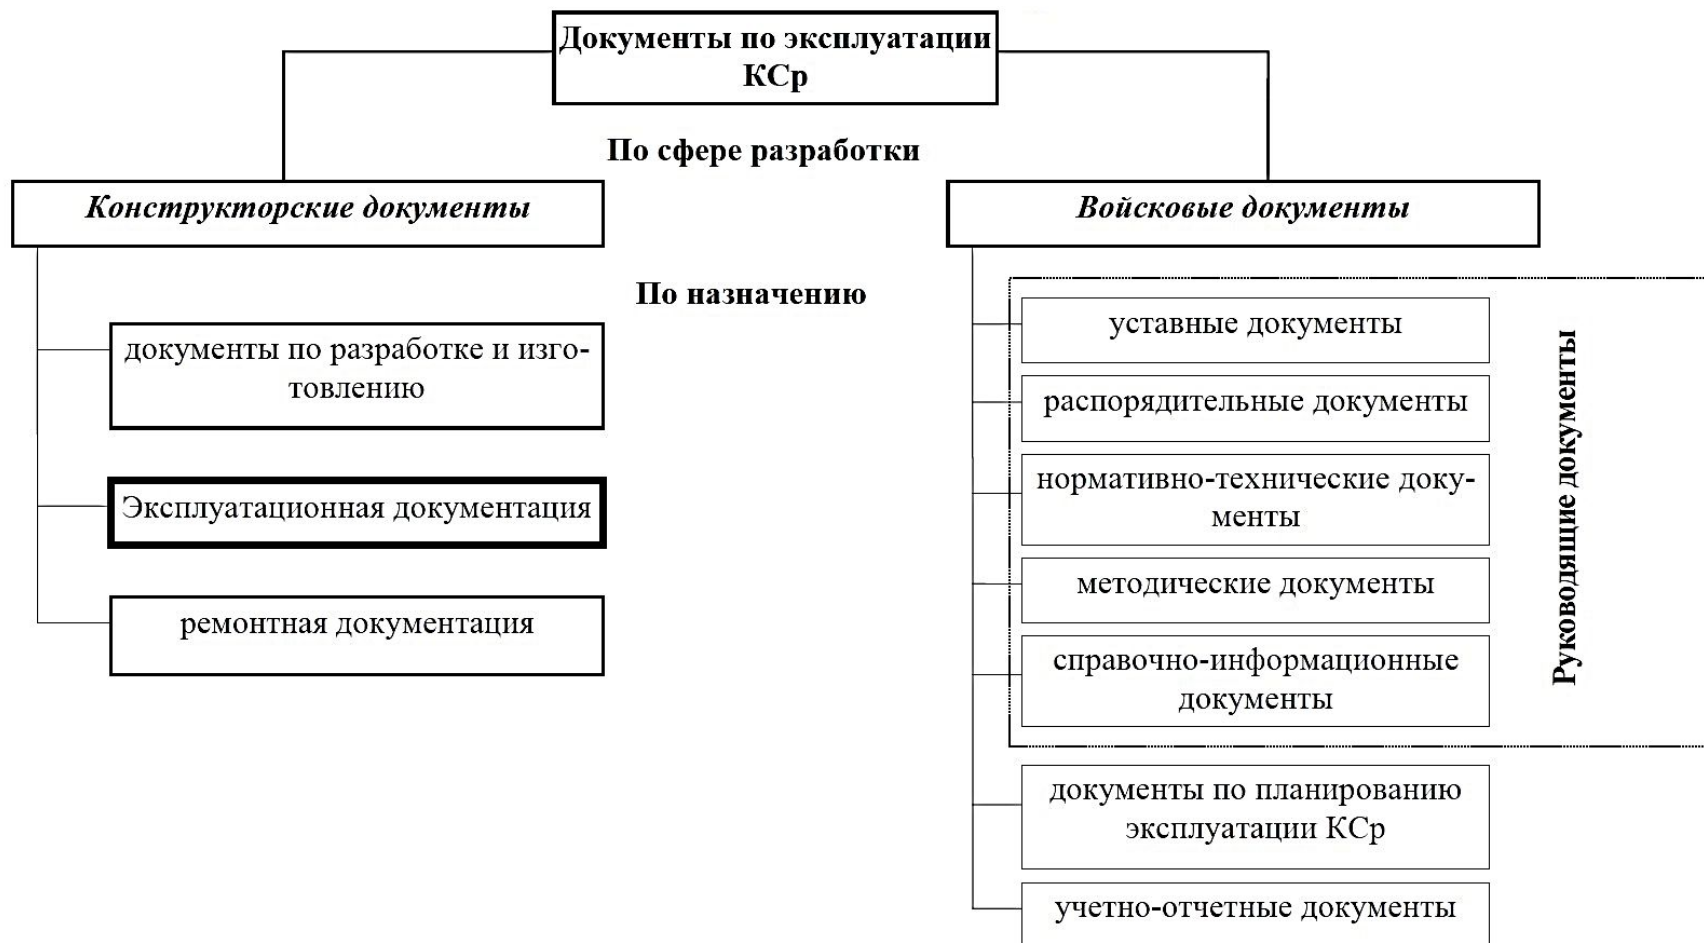 Документы по эксплуатации
КСр
По сфере разработки
Конструкторские документы
Войсковые документы
По назначению
документы по разработке и изго-
товлению
Эксплуатационная документация
ремонтная документация
уставные документы
распорядительные документы
нормативно-технические доку-
менты
методические документы
справочно-информационные
документы
Руководящие документы
документы по планированию
эксплуатации КСр
учетно-отчетные документы